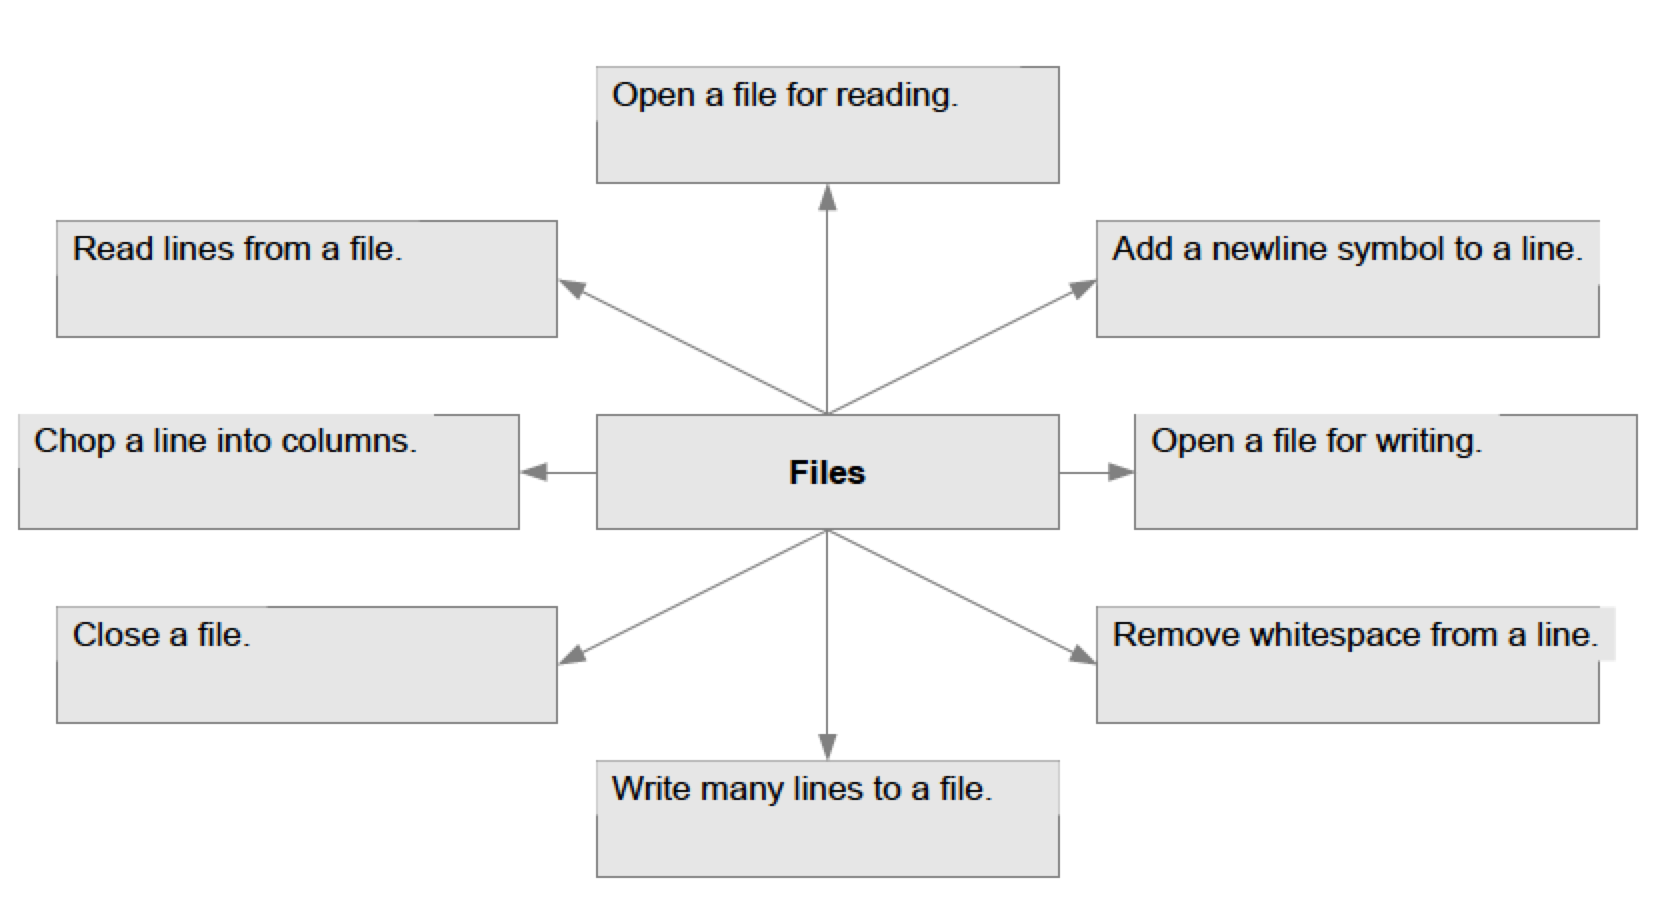 Open a file for reading.
Read lines from a file.
Add a newline symbol to a line.
Chop a line into columns.
Files
Open a file for writing.
Close a file.
Remove whitespace from a line.
Write many lines to a file.